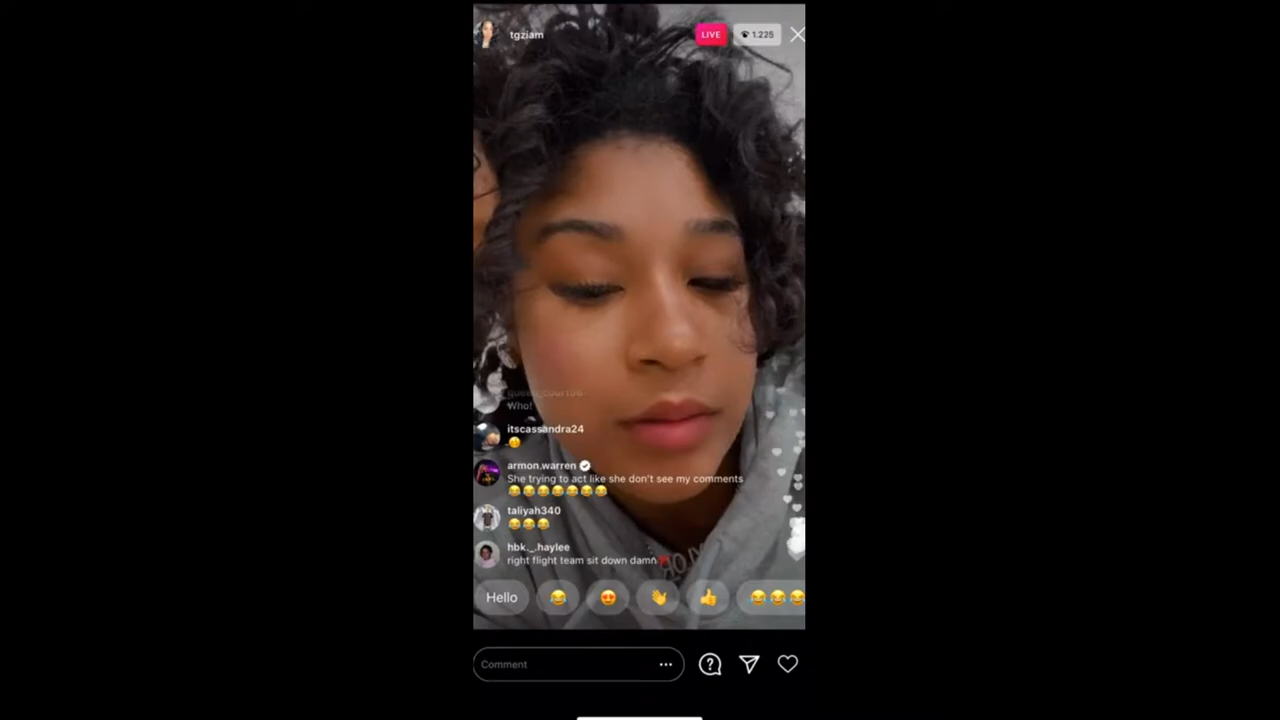 tgziam
LIVE
1.225
Who!
itscassandra24
armon.warren
She trying to act like she don't see my comments
😂😂😂😂😂😂😂
taliyah340
😂😂😂
hbk._.haylee
right flight team sit down damn
Hello
😂😂😂
Comment